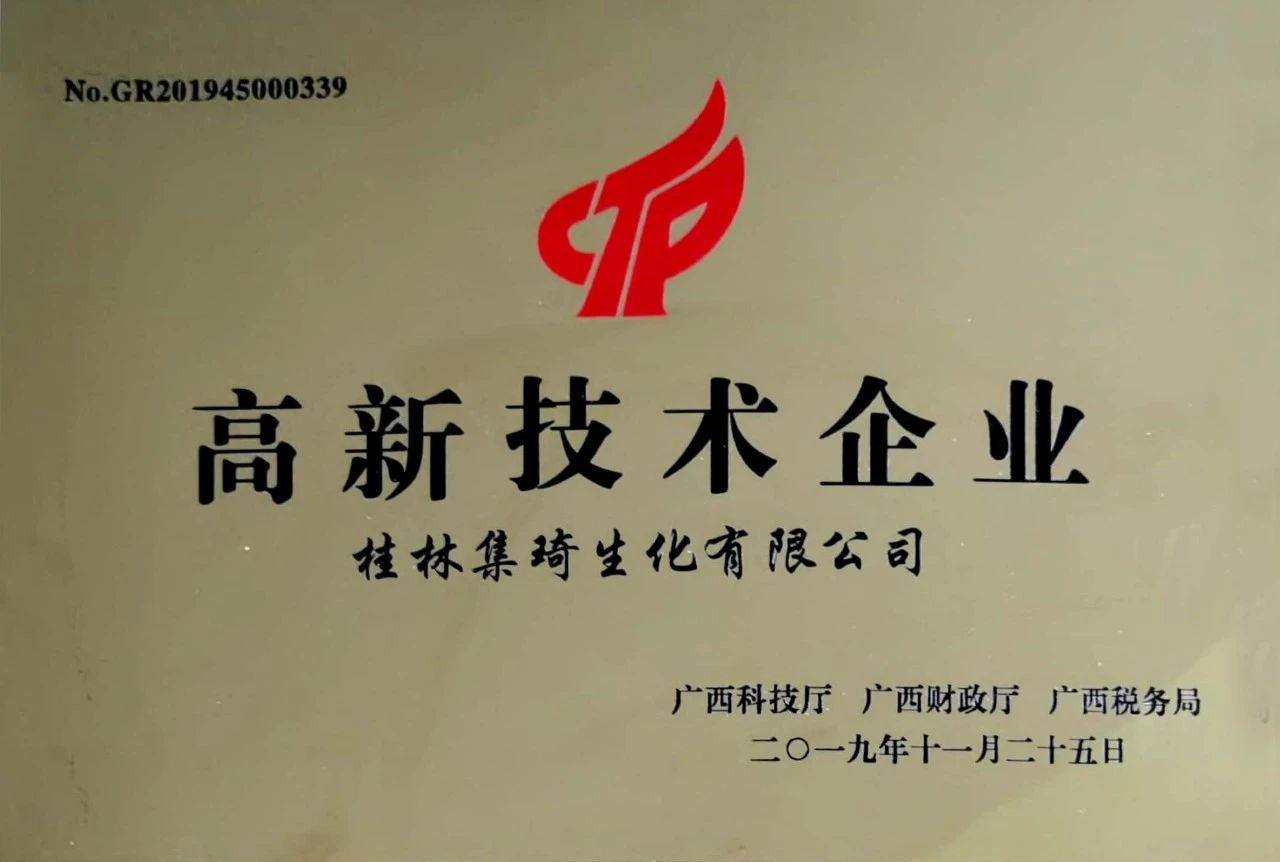 No.GR201945000339
CTP
高新技术企业
桂林集琦生化有限公司
广西科技厅 广西财政厅 广西税务局
二〇一九年十一月二十五日